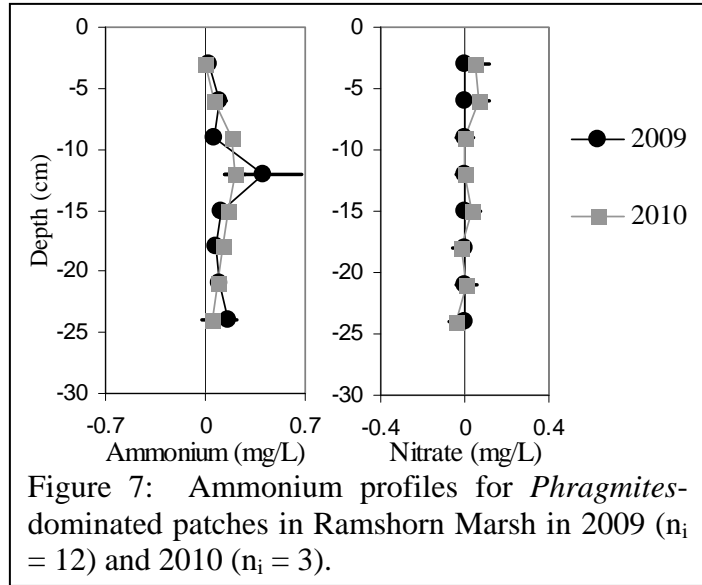 0
-5
-10
-15
-20
-25
-30
Depth (cm)
-0.7 0 0.7
Ammonium (mg/L)
0
-5
-10
-15
-20
-25
-30
-0.4 0 0.4
Nitrate (mg/L)
2009
2010
Figure 7: Ammonium profiles for Phragmites-
dominated patches in Ramshorn Marsh in 2009 (ni
= 12) and 2010 (ni = 3).